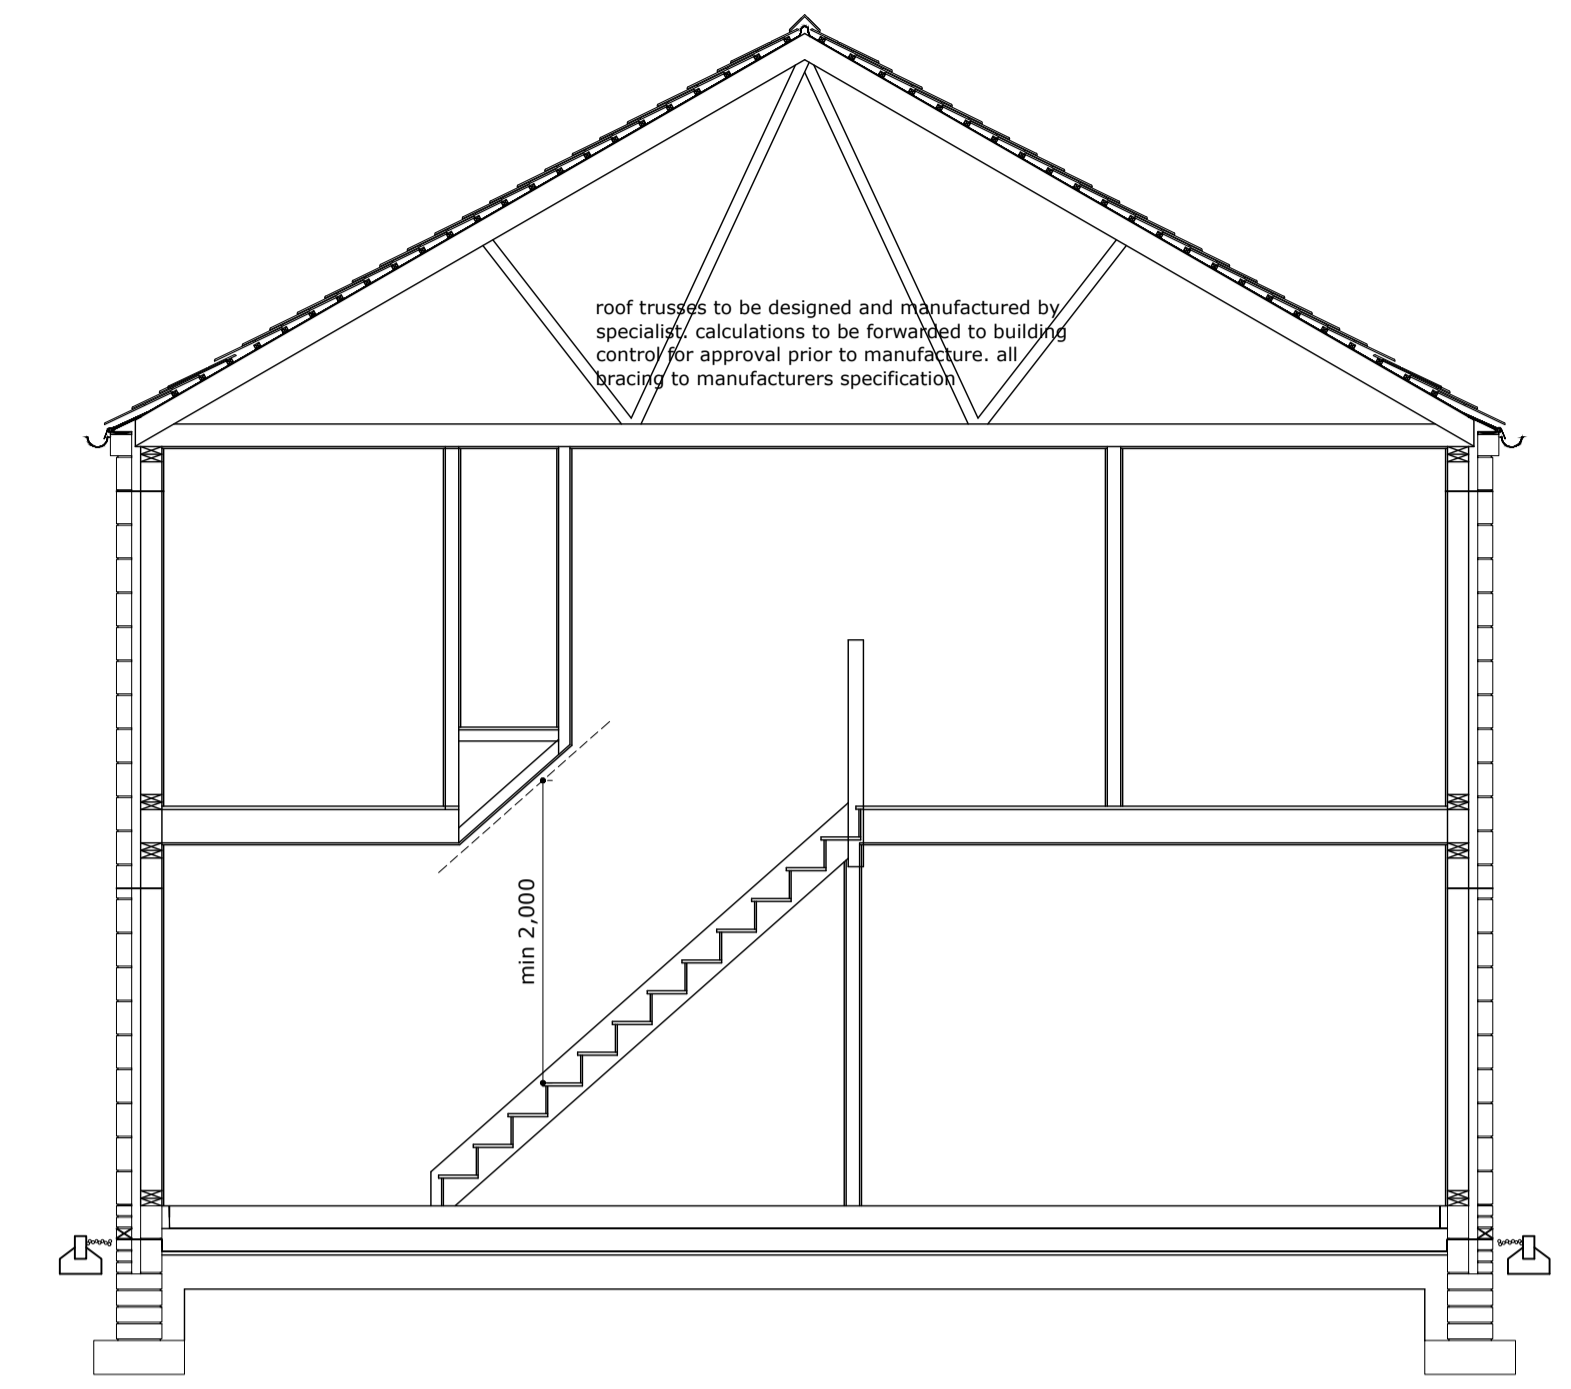 roof trusses to be designed and manufactured by
specialist. calculations to be forwarded to building
control for approval prior to manufacture. all
bracing to manufacturers specification
min 2,000